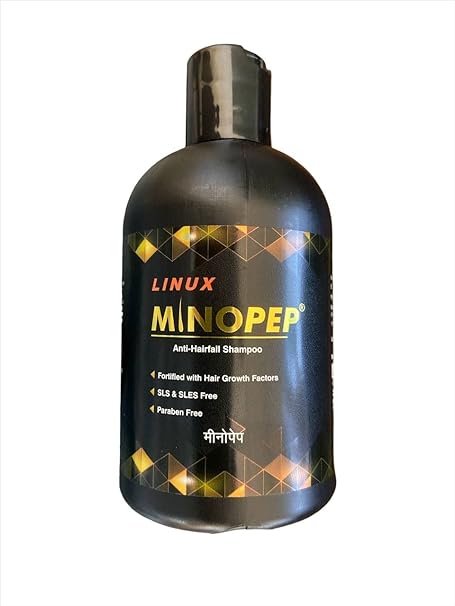 LINUX
MINOPEP®
Anti-Hairfall Shampoo
Fortified with Hair Growth Factors
SLS & SLES Free
Paraben Free
मीनोपेप